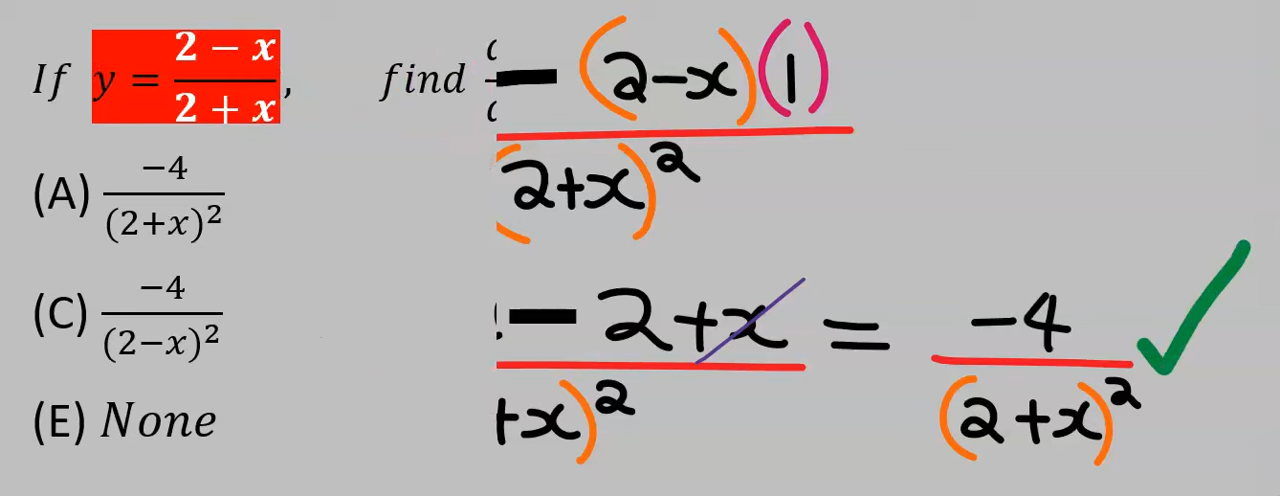 If y = (2 − x)/(2 + x), find
(A) −4/(2+x)²
(C) −4/(2−x)²
(E) None
− (2−x)(1)
(2+x)²
− 2+x = −4/(2+x)²
+x)²